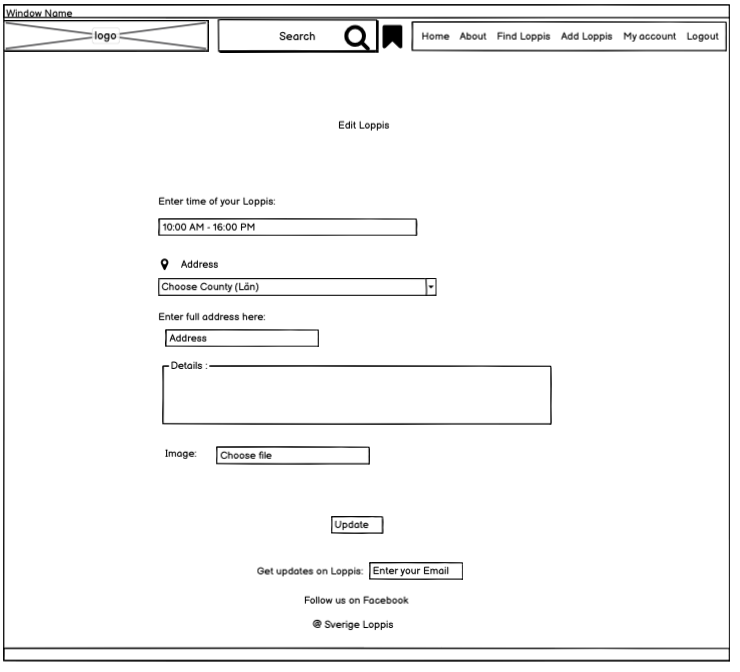 Window Name
logo
Search
Home About Find Loppis Add Loppis My account Logout
Edit Loppis
Enter time of your Loppis:
10:00 AM - 16:00 PM
Address
Choose County (Län)
Enter full address here:
Address
Details :
Image: Choose file
Update
Get updates on Loppis: Enter your Email
Follow us on Facebook
@ Sverige Loppis